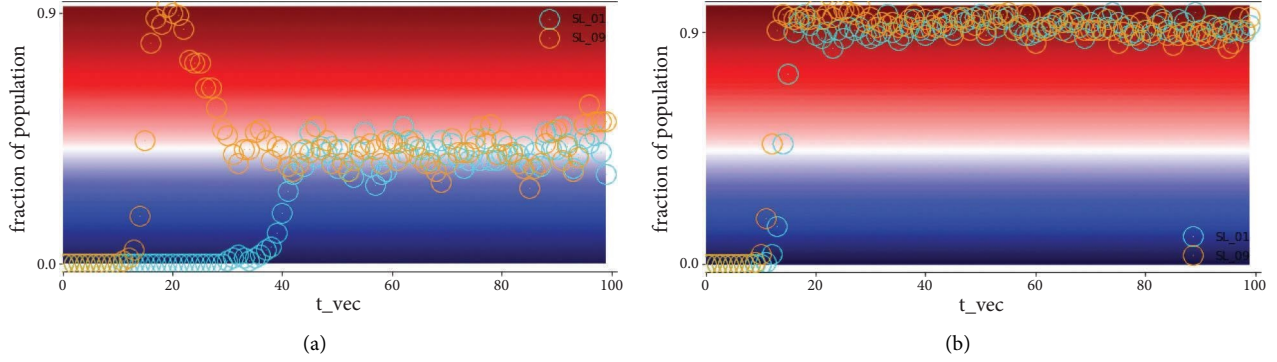 fraction of population
0.9
0.0
SL_01
SL_09
0
20
40
60
80
100
t_vec
(a)
fraction of population
0.9
0.0
SL_01
SL_09
0
20
40
60
80
100
t_vec
(b)